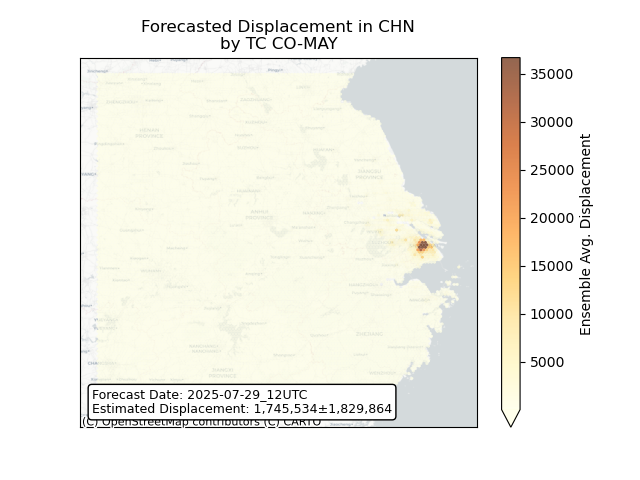 Forecasted Displacement in CHN
by TC CO-MAY
35000
30000
25000
20000
15000
10000
5000
Ensemble Avg. Displacement
Forecast Date: 2025-07-29_12UTC
Estimated Displacement: 1,745,534±1,829,864
(C) OpenStreetMap contributors (C) CARTO